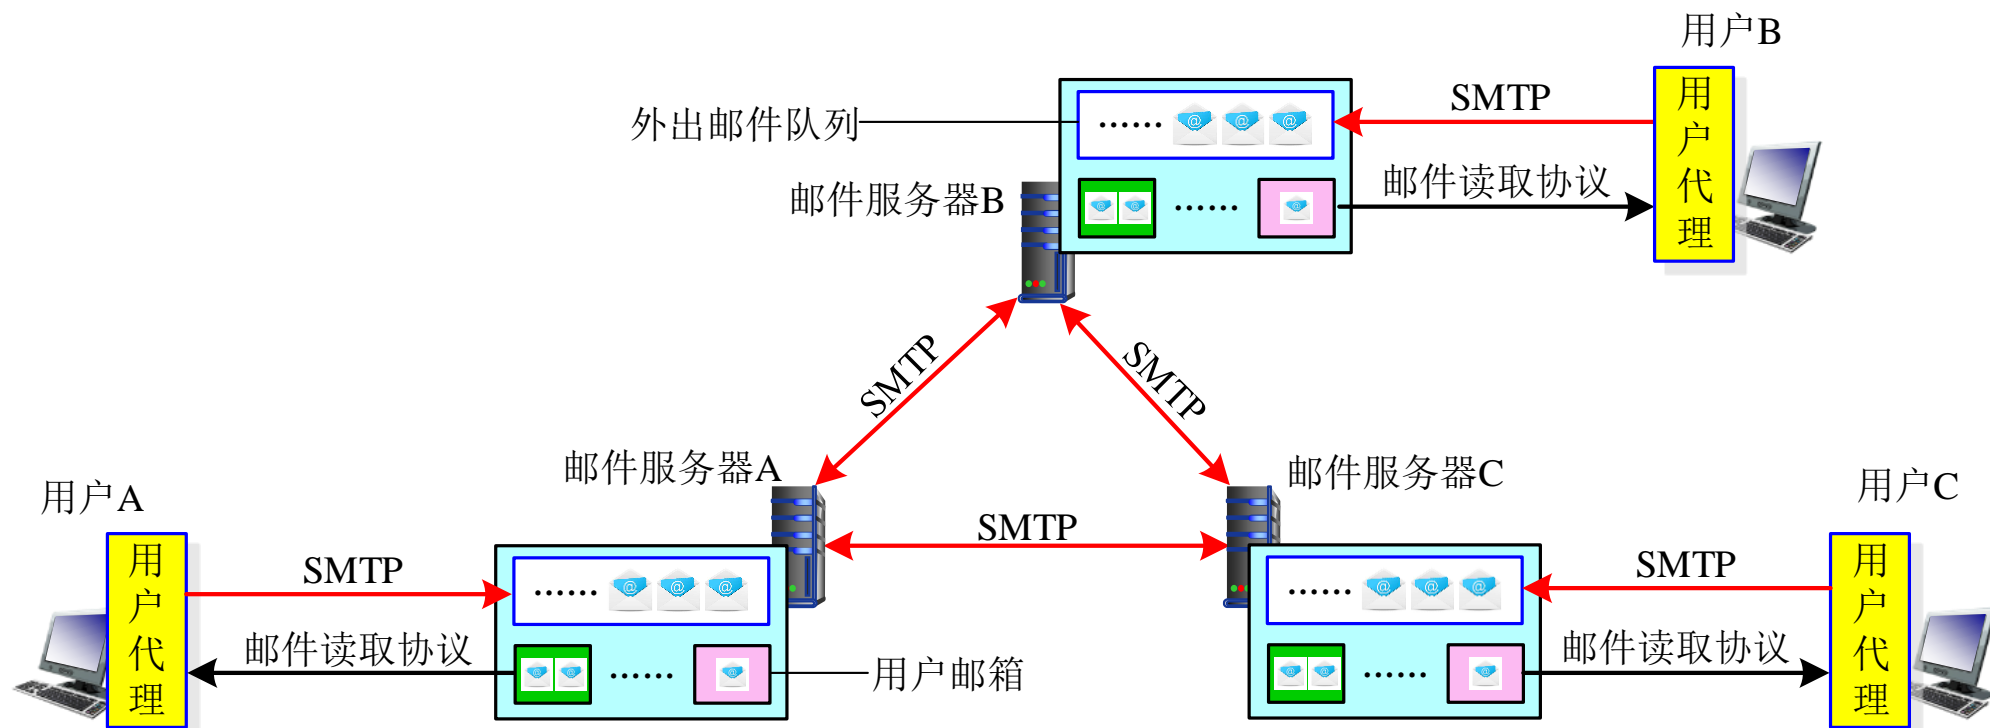 用户B
SMTP
外出邮件队列
……
用户代理
邮件读取协议
邮件服务器B
……
SMTP
SMTP
邮件服务器A
邮件服务器C
用户A
用户C
SMTP
SMTP
SMTP
用户代理
……
……
用户代理
邮件读取协议
邮件读取协议
……
用户邮箱
……